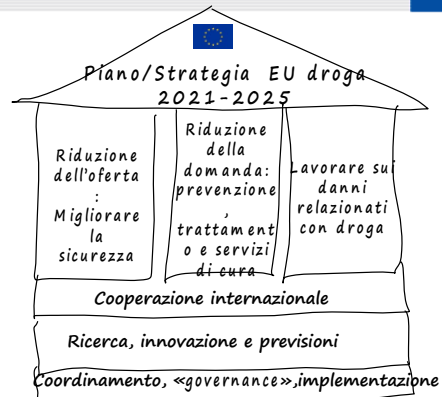 Piano/Strategia EU droga
2021-2025
Riduzione
dell'offerta
:
Migliorare
la
sicurezza
Riduzione
della
domanda:
prevenzione
,
trattament
o e servizi
di cura
Lavorare sui
danni
relazionati
con droga
Cooperazione internazionale
Ricerca, innovazione e previsioni
Coordinamento, «governance»,implementazione